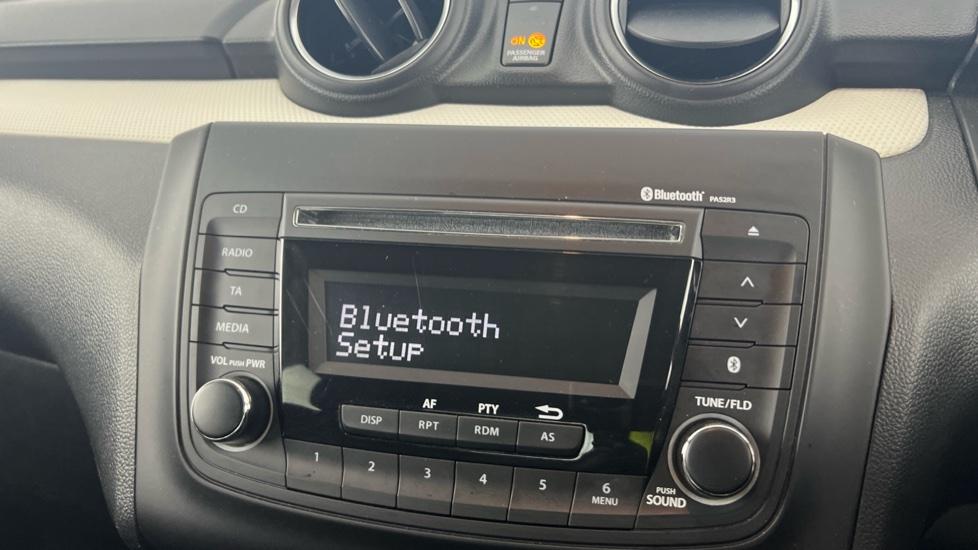 ON
PASSENGER
AIRBAG
Bluetooth PA52R3
CD
RADIO
TA
MEDIA
VOL PUSH PWR
Bluetooth
Setup
AF PTY
DISP RPT RDM AS
1 2 3 4 5 6
MENU
TUNE/FLD
PUSH
SOUND